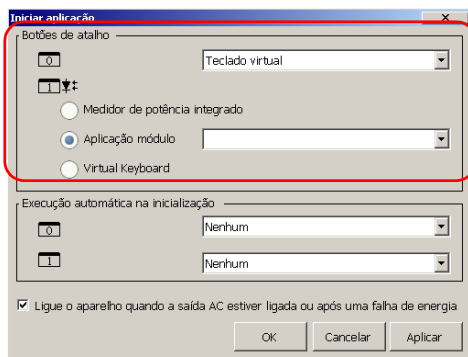 Iniciar aplicação
Botões de atalho
0
Teclado virtual
1
Medidor de potência integrado
Aplicação módulo
Virtual Keyboard
Execução automática na inicialização
0
Nenhum
1
Nenhum
Ligue o aparelho quando a saída AC estiver ligada ou após uma falha de energia
OK
Cancelar
Aplicar